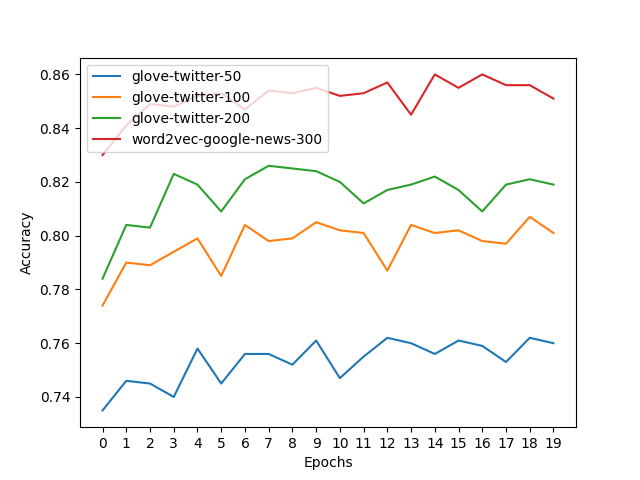 glove-twitter-50
glove-twitter-100
glove-twitter-200
word2vec-google-news-300
0.86
0.84
0.82
0.80
0.78
0.76
0.74
Accuracy
0 1 2 3 4 5 6 7 8 9 10 11 12 13 14 15 16 17 18 19
Epochs